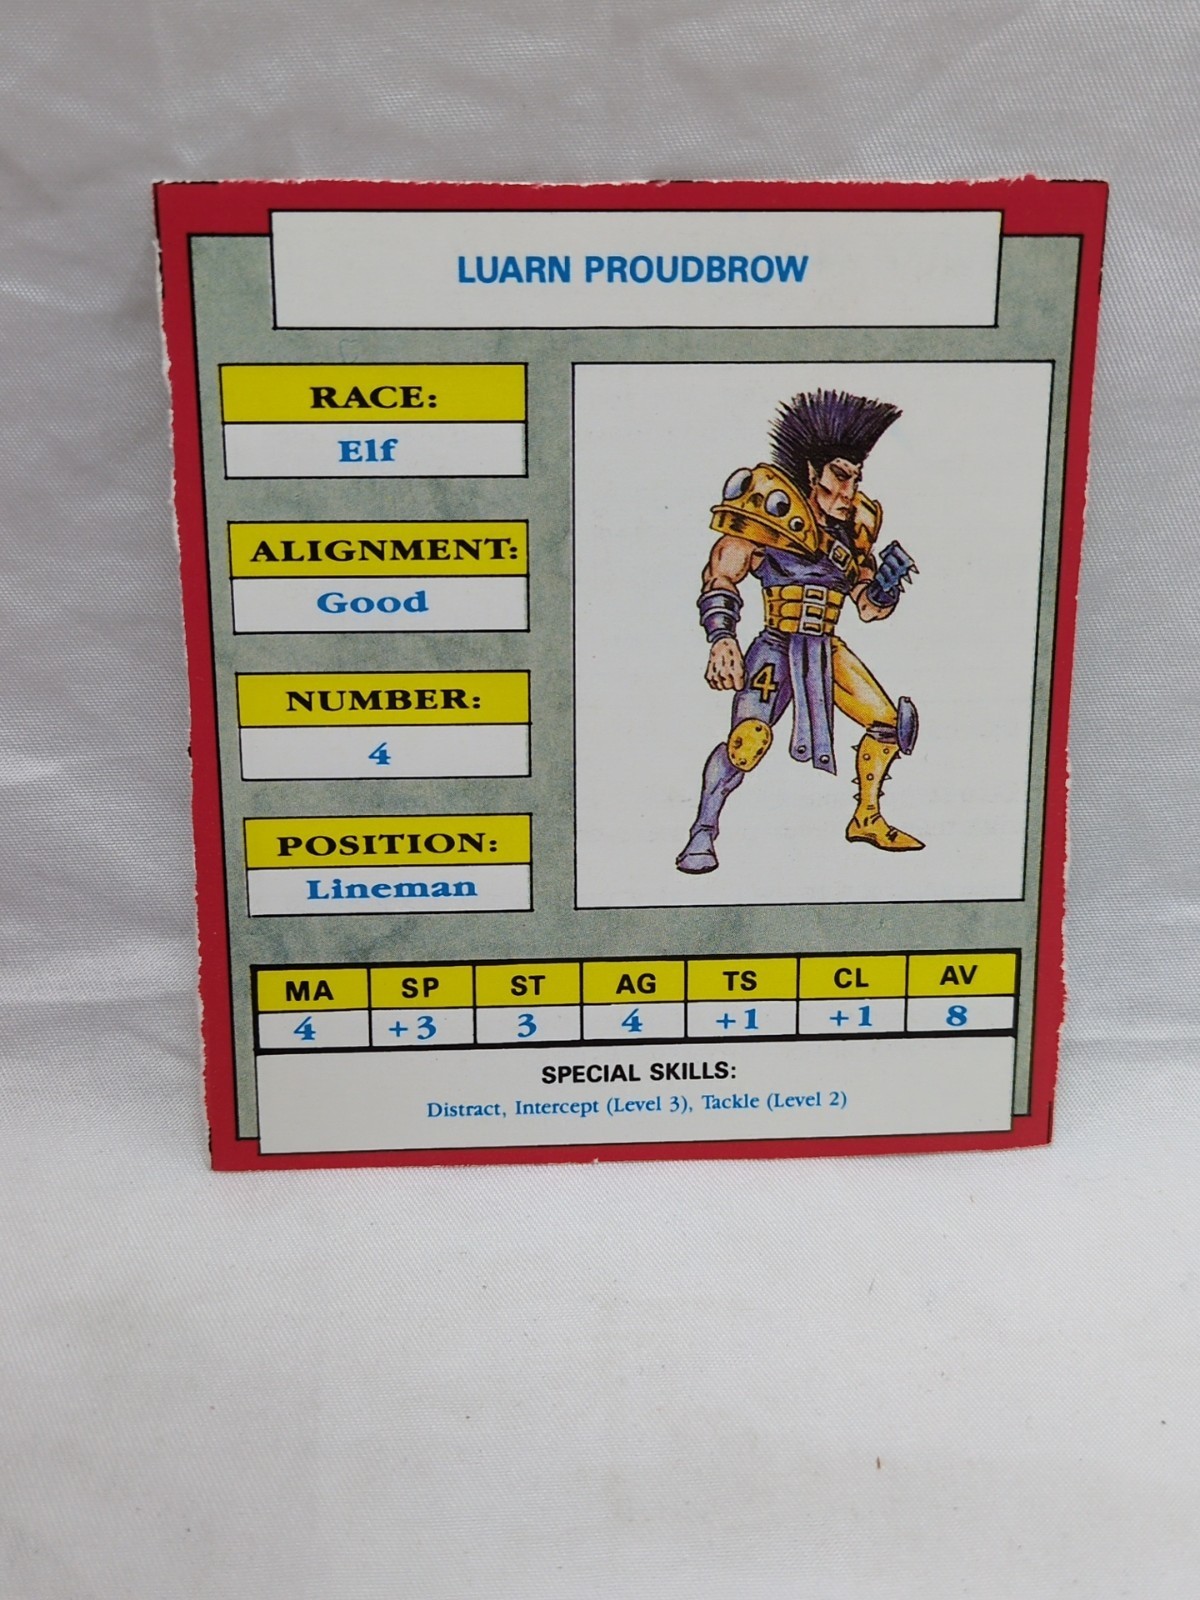 LUARN PROUDBROW
RACE:
Elf
ALIGNMENT:
Good
NUMBER:
4
POSITION:
Lineman
4
MA SP ST AG TS CL AV
4 +3 3 4 +1 +1 8
SPECIAL SKILLS:
Distract, Intercept (Level 3), Tackle (Level 2)